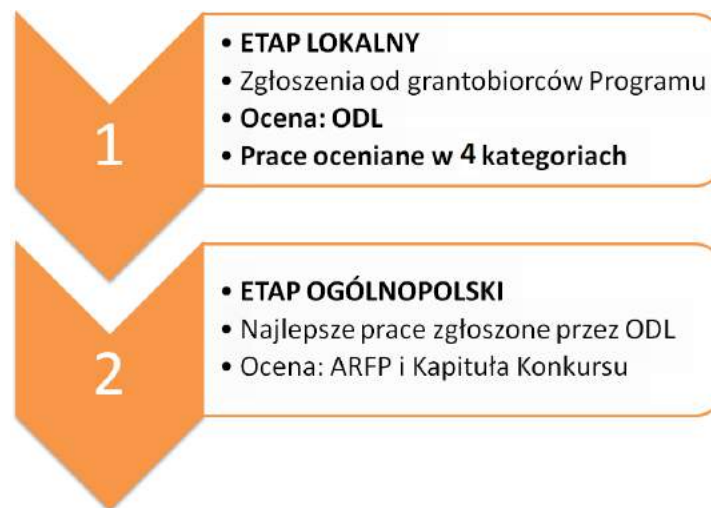 1
• ETAP LOKALNY
• Zgłoszenia od grantobiorców Programu
• Ocena: ODL
• Prace oceniane w 4 kategoriach
2
• ETAP OGÓLNOPOLSKI
• Najlepsze prace zgłoszone przez ODL
• Ocena: ARFP i Kapituła Konkursu